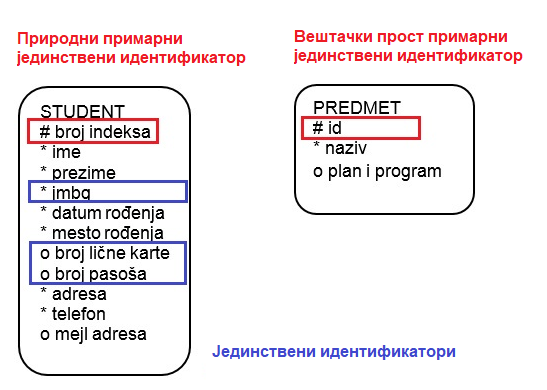 Природни примарни
јединствени идентификатор
STUDENT
# broj indeksa
* ime
* prezime
* jmbg
* datum rođenja
* mesto rođenja
o broj lične karte
o broj pasoša
* adresa
* telefon
o mejl adresa
Вештачки прост примарни
јединствени идентификатор
PREDMET
# id
* naziv
o plan i program
Јединствени идентификатори